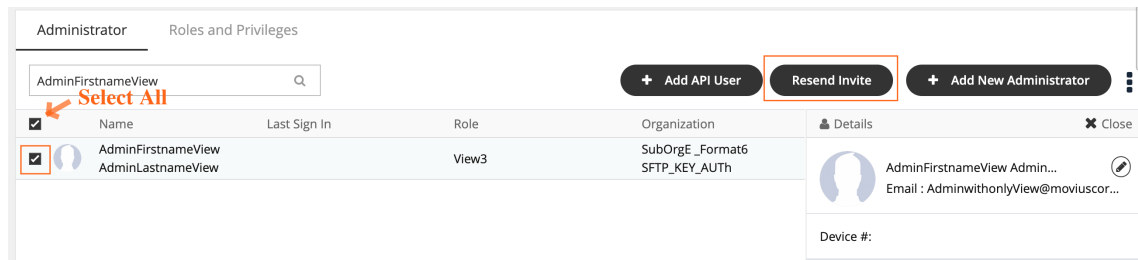 Administrator Roles and Privileges
AdminFirstnameView
+ Add API User Resend Invite + Add New Administrator
Select All
Name Last Sign In Role Organization Details Close
AdminFirstnameView
AdminLastnameView
View3
SubOrgE _Format6
SFTP_KEY_AUTh
AdminFirstnameView Admin...
Email : AdminwithonlyView@moviuscor...
Device #: